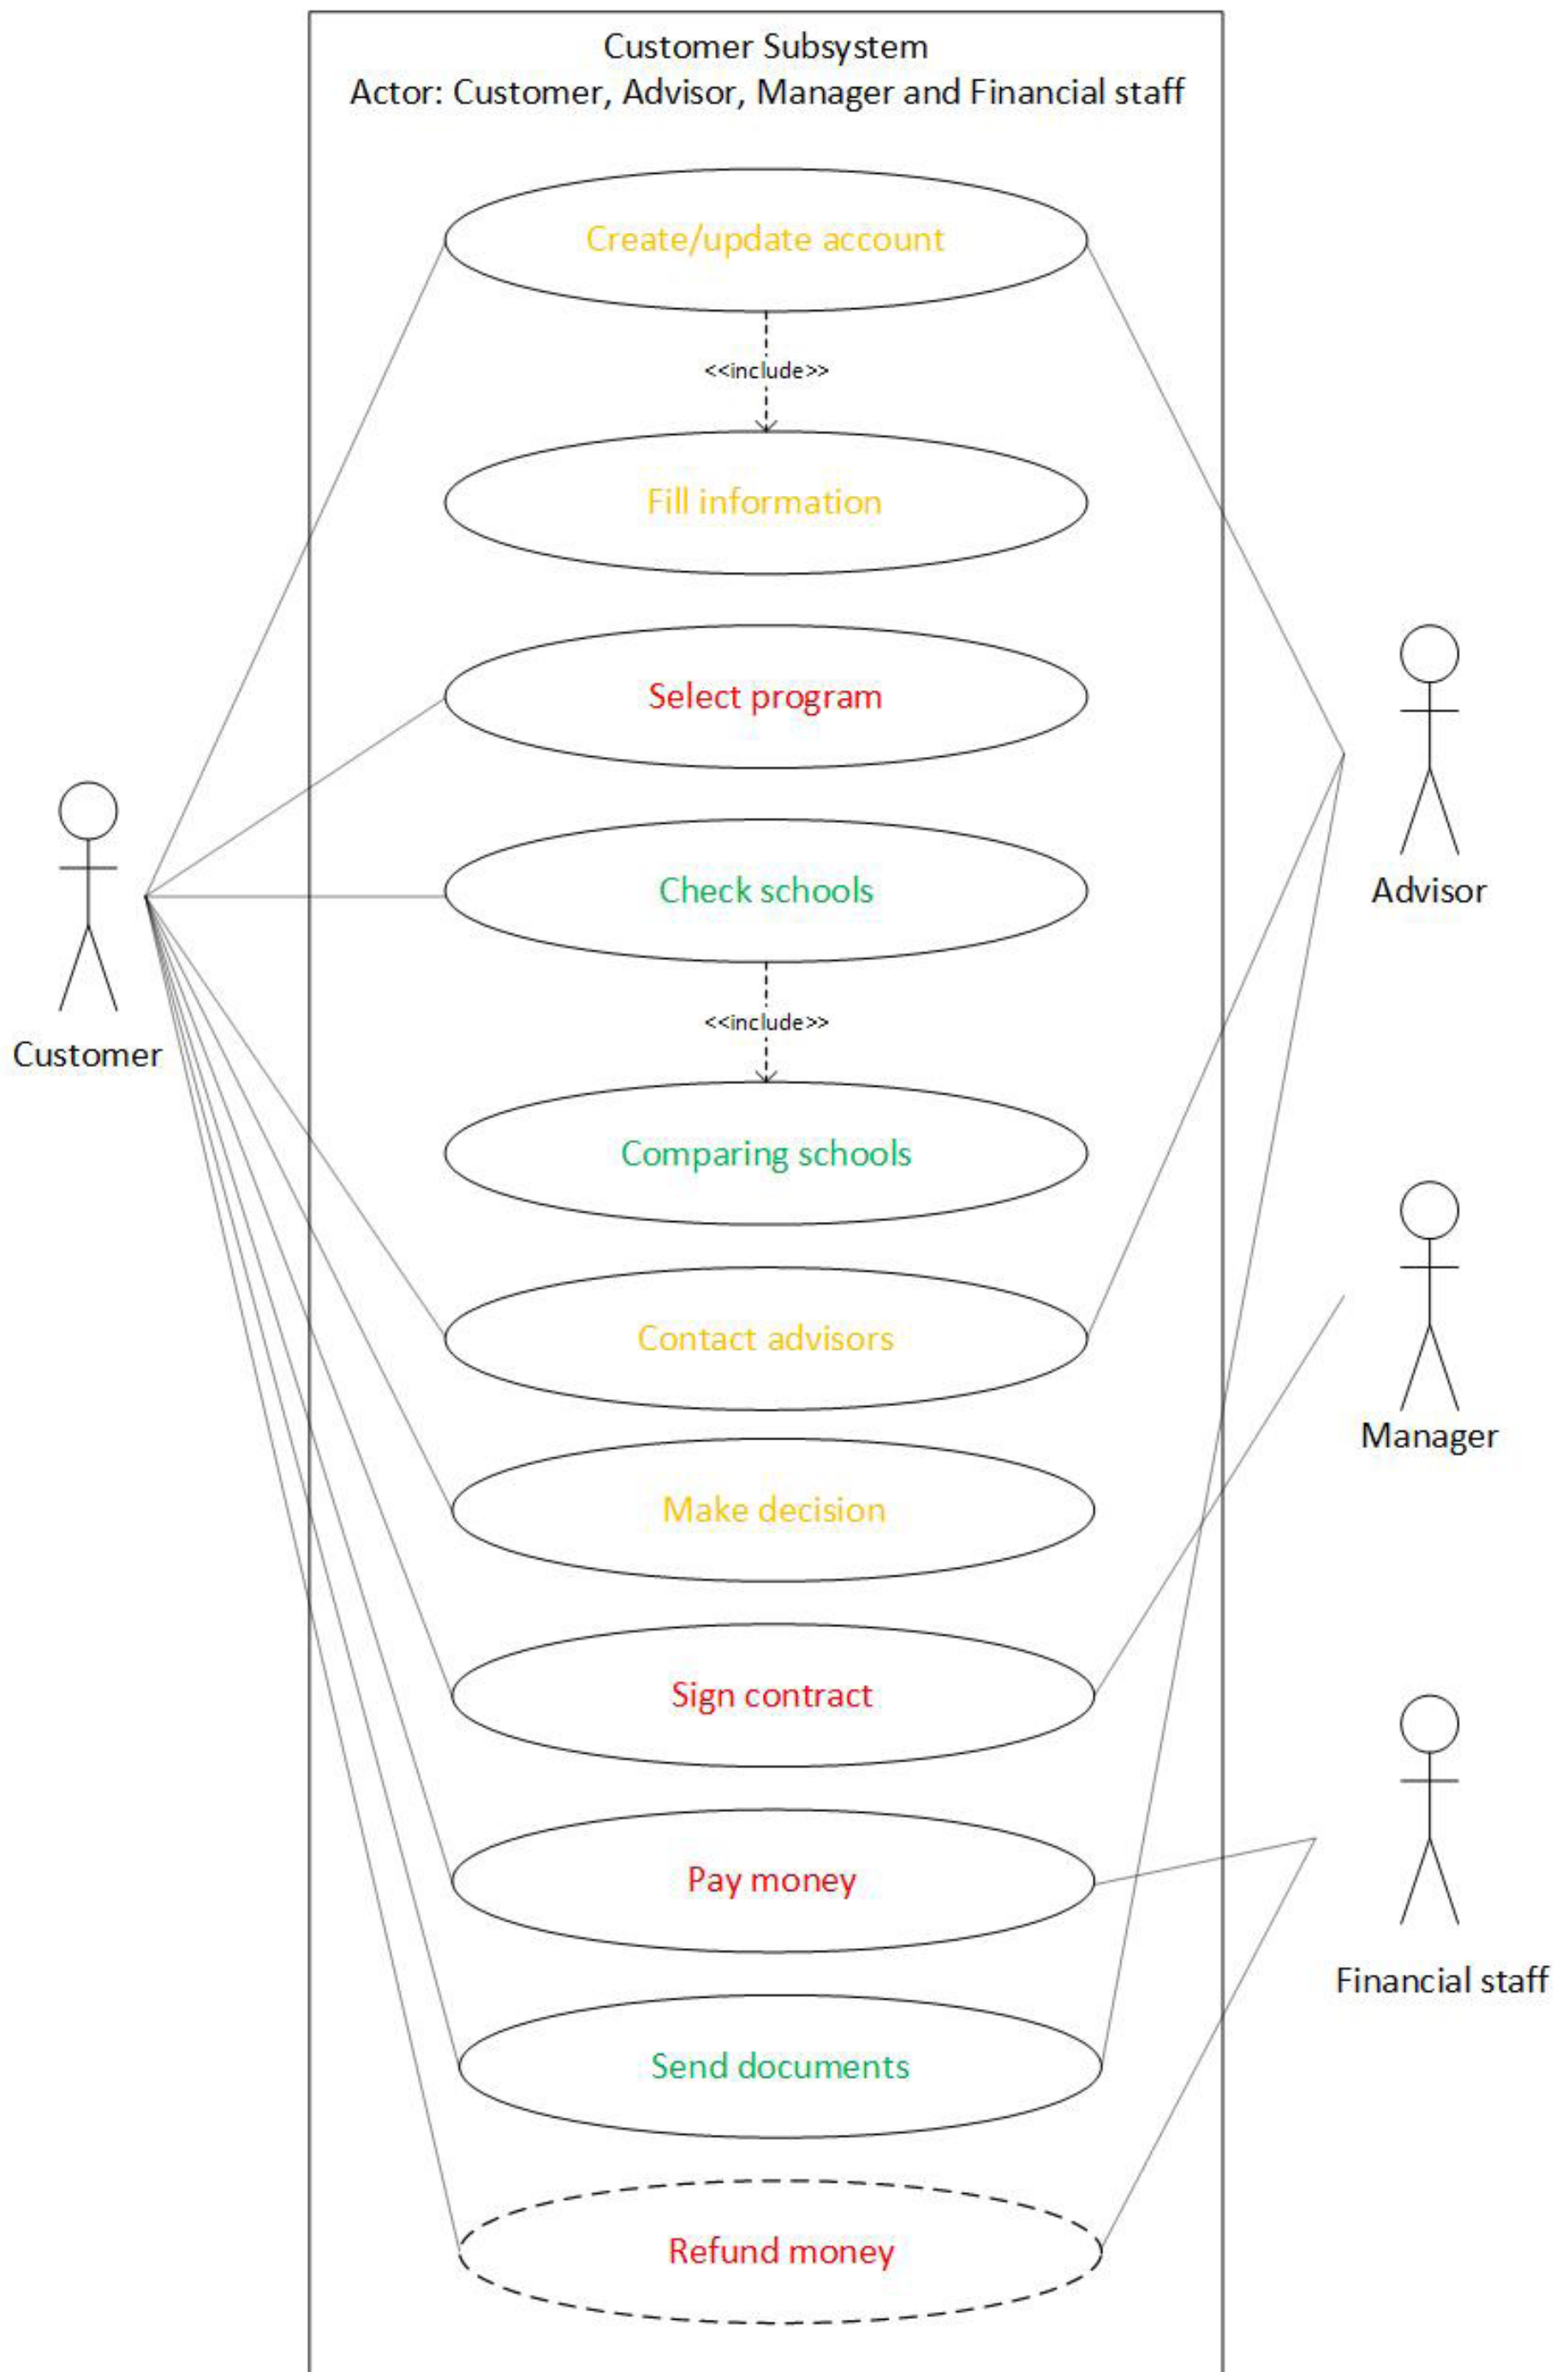 Customer Subsystem
Actor: Customer, Advisor, Manager and Financial staff
Create/update account
<<include>>
Fill information
Select program
Check schools
Advisor
<<include>>
Customer
Comparing schools
Contact advisors
Manager
Make decision
Sign contract
Pay money
Financial staff
Send documents
Refund money